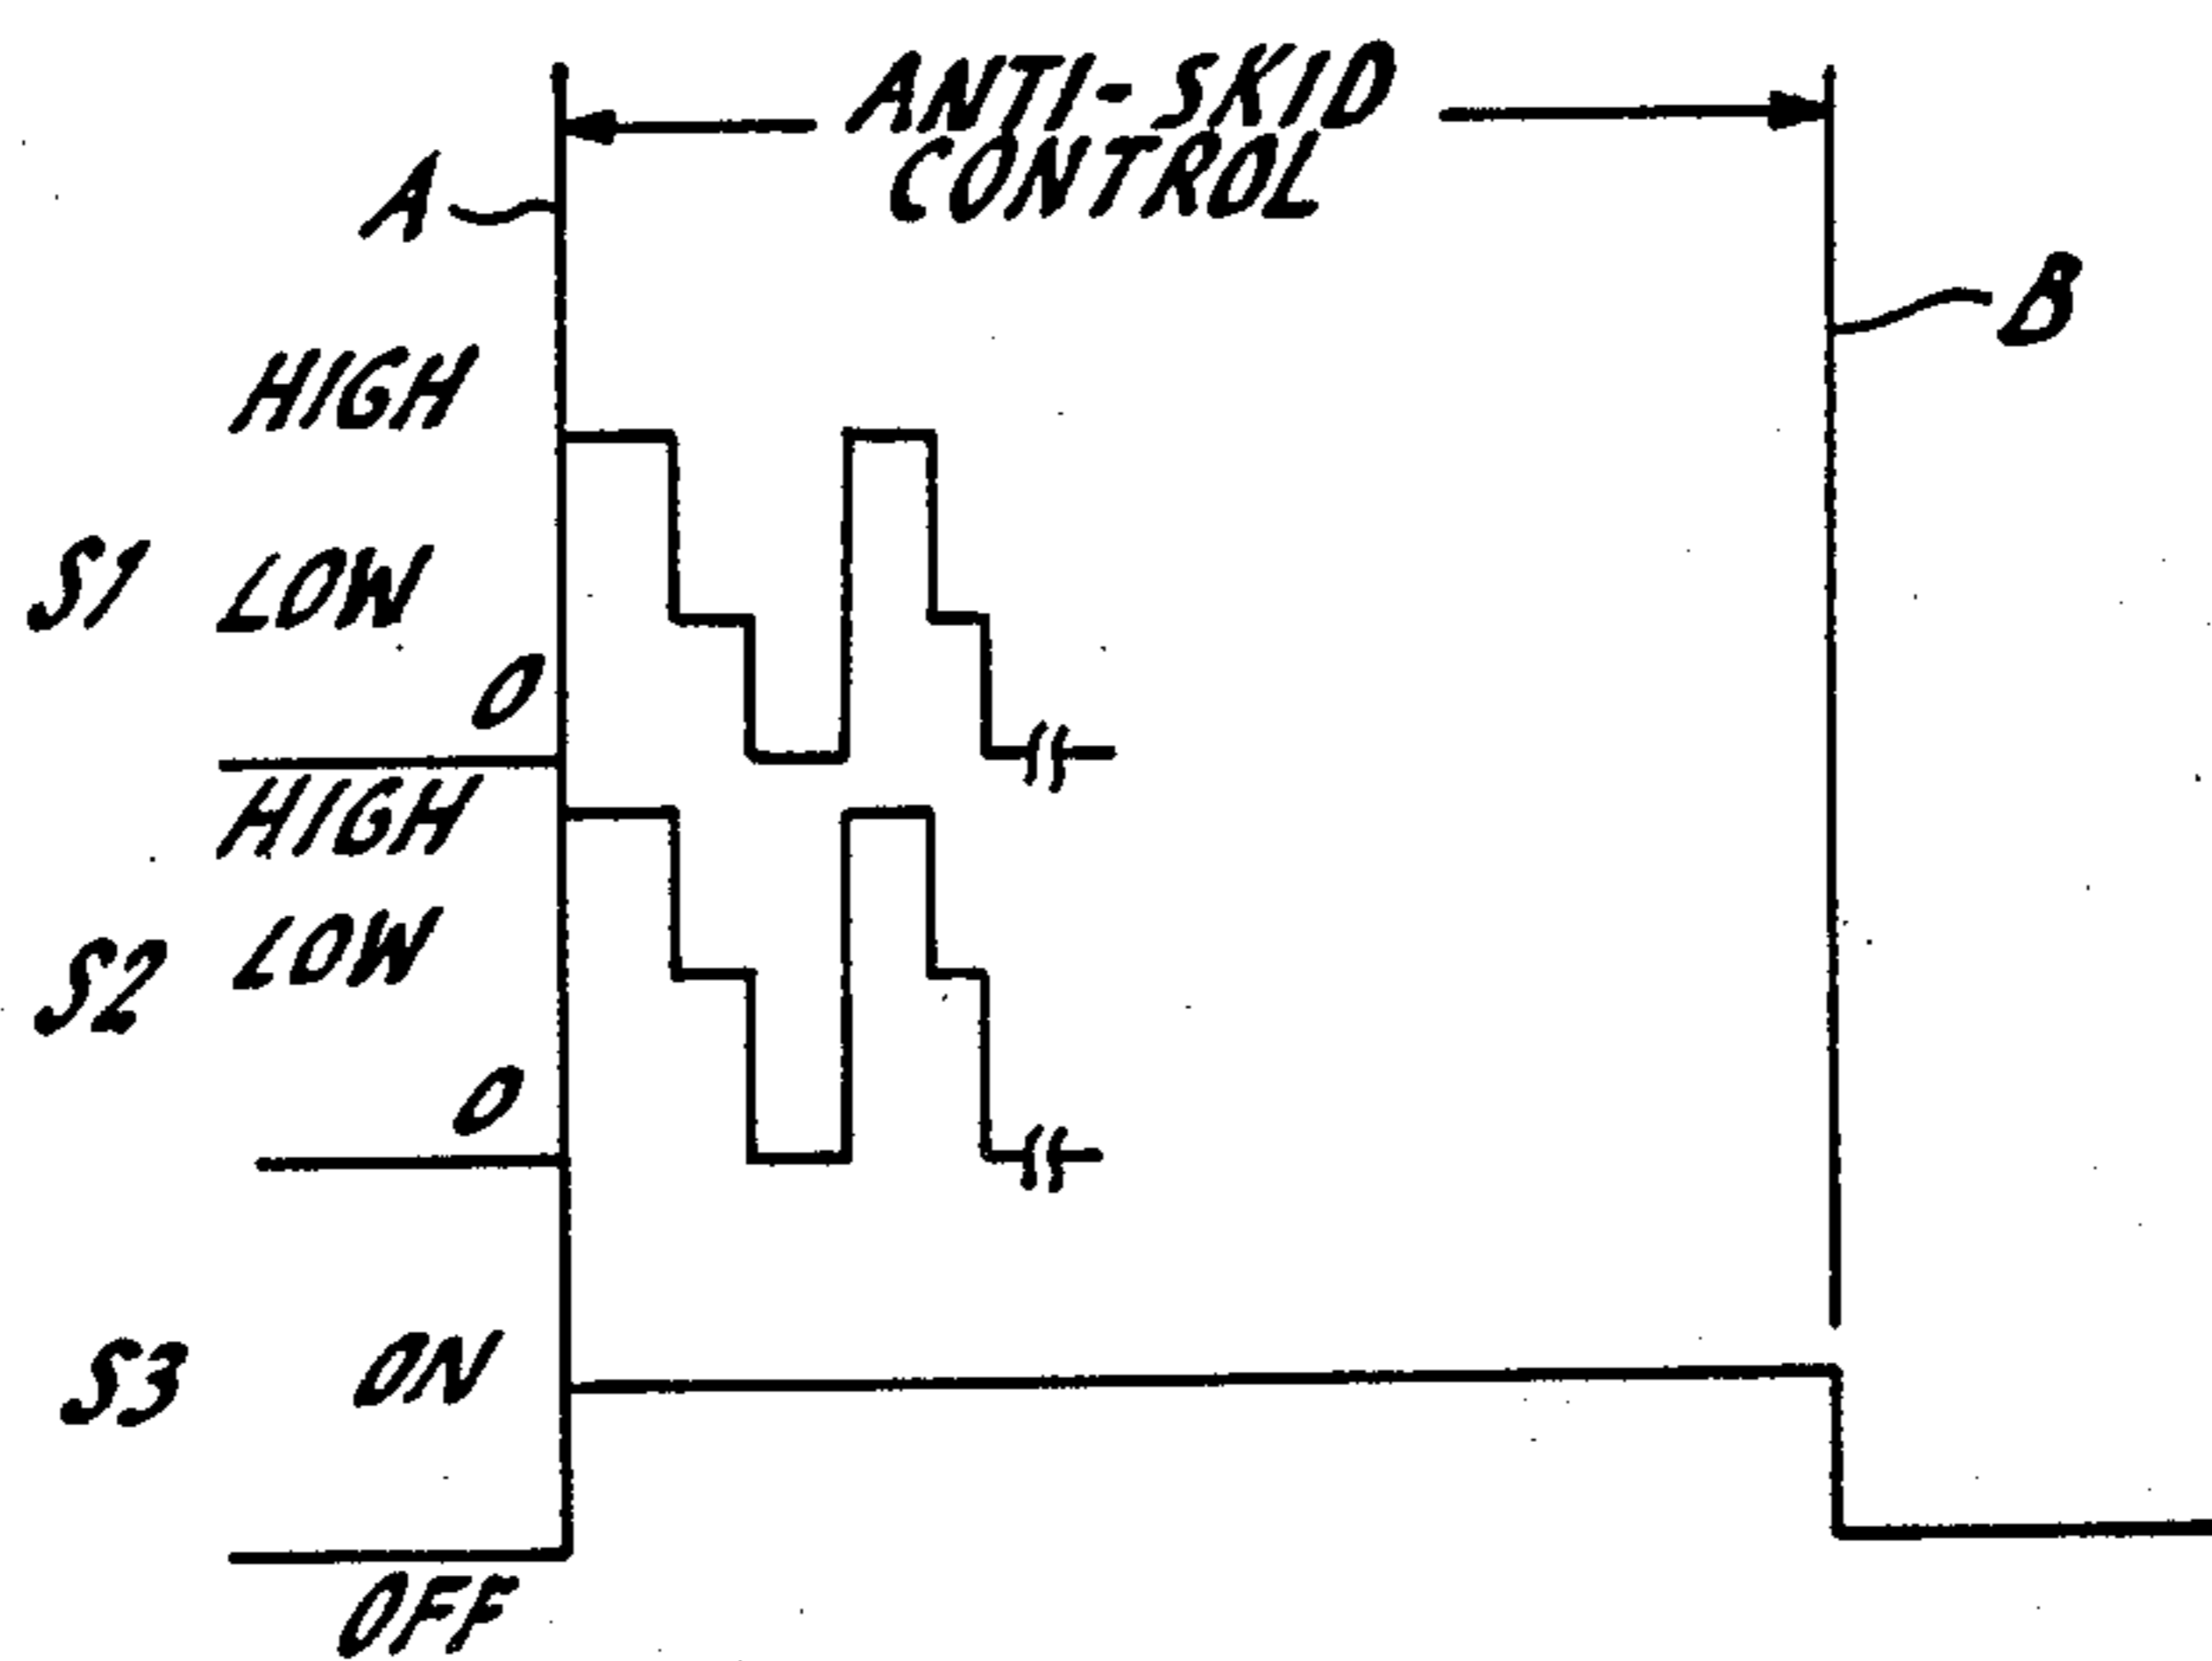 ANTI-SKID
CONTROL
A
B
HIGH
S1 LOW
0
HIGH
LOW
S2
0
S3 ON
OFF